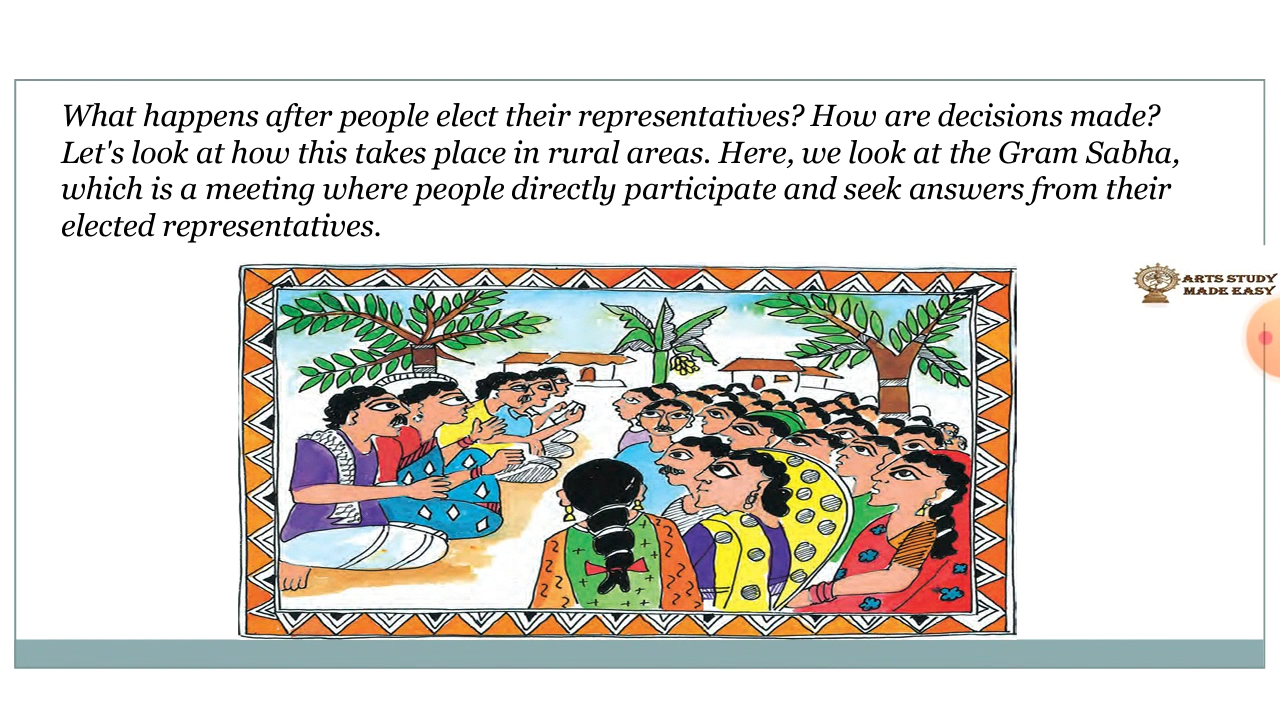 What happens after people elect their representatives? How are decisions made?
Let's look at how this takes place in rural areas. Here, we look at the Gram Sabha,
which is a meeting where people directly participate and seek answers from their
elected representatives.
ARTS STUDY
MADE EASY